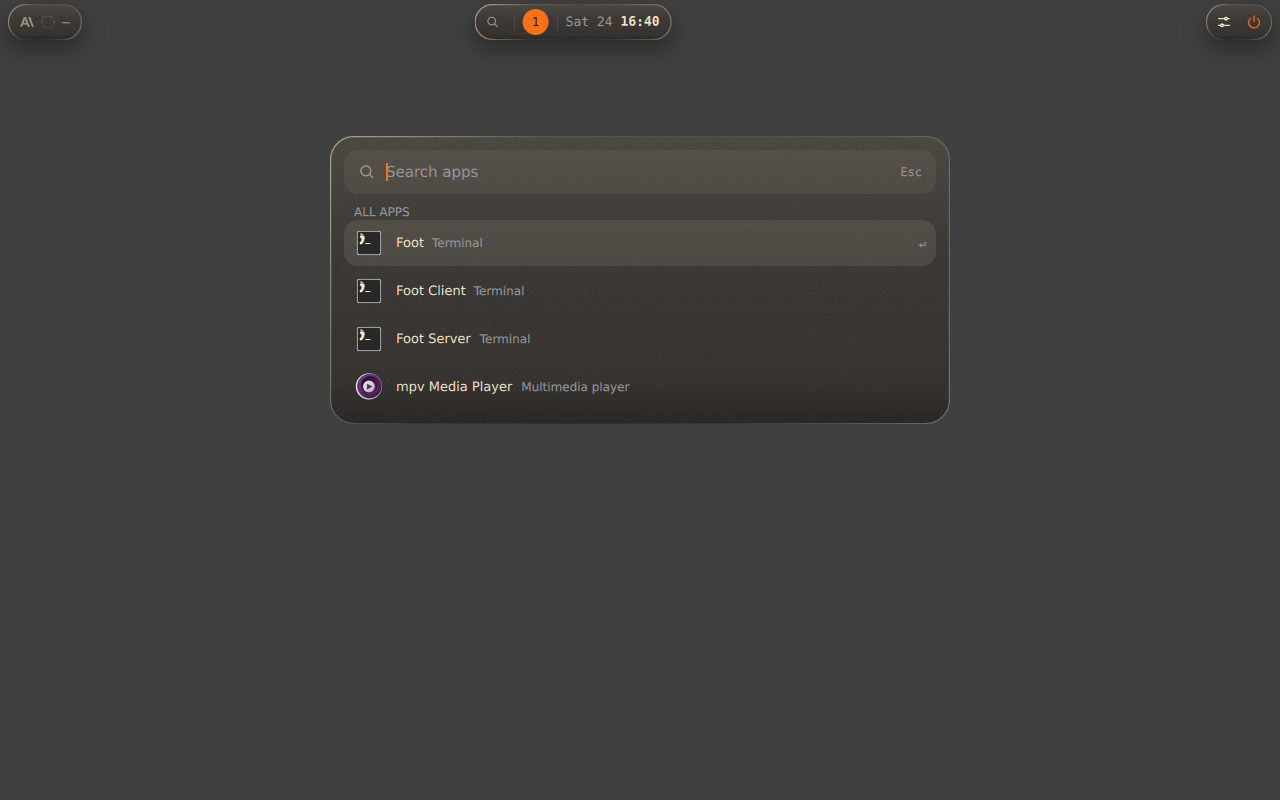 A\ –
1 Sat 24 16:40
Search apps Esc
ALL APPS
Foot Terminal
Foot Client Terminal
Foot Server Terminal
mpv Media Player Multimedia player